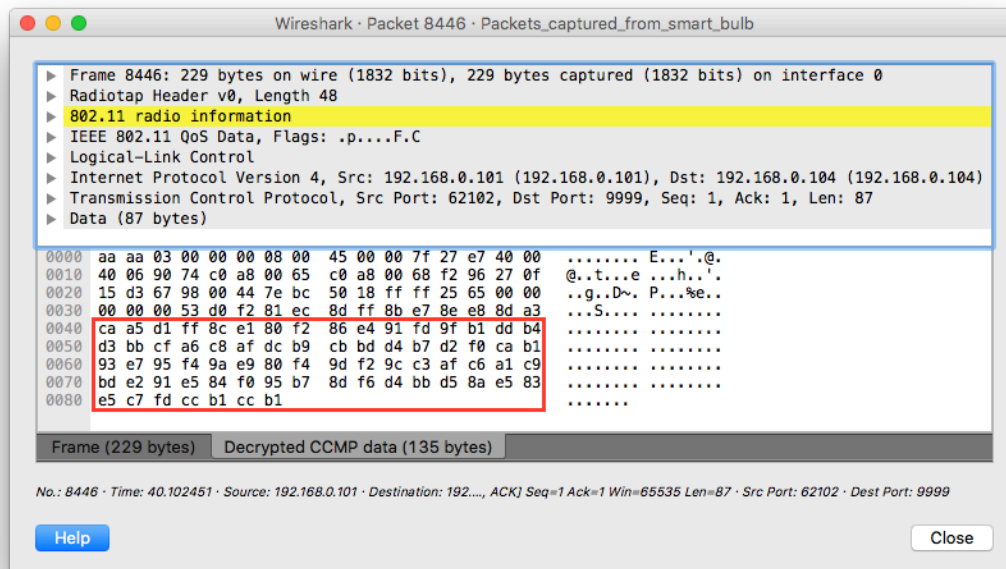 Wireshark · Packet 8446 · Packets_captured_from_smart_bulb
Frame 8446: 229 bytes on wire (1832 bits), 229 bytes captured (1832 bits) on interface 0
Radiotap Header v0, Length 48
802.11 radio information
IEEE 802.11 QoS Data, Flags: .p....F.C
Logical-Link Control
Internet Protocol Version 4, Src: 192.168.0.101 (192.168.0.101), Dst: 192.168.0.104 (192.168.0.104)
Transmission Control Protocol, Src Port: 62102, Dst Port: 9999, Seq: 1, Ack: 1, Len: 87
Data (87 bytes)
0000 aa aa 03 00 00 00 08 00 45 00 00 7f 27 e7 40 00 ........ E...'.@.
0010 40 06 90 74 c0 a8 00 65 c0 a8 00 68 f2 96 27 0f @..t...e ...h..'.
0020 15 d3 67 98 00 44 7e bc 50 18 ff ff 25 65 00 00 ..g..D~. P...%e..
0030 00 00 00 53 d0 f2 81 ec 8d ff 8b e7 8e e8 8d a3 ...S.... ........
0040 ca a5 d1 ff 8c e1 80 f2 86 e4 91 fd 9f b1 dd b4 ........ ........
0050 d3 bb cf a6 c8 af dc b9 cb bd d4 b7 d2 f0 ca b1 ........ ........
0060 93 e7 95 f4 9a e9 80 f4 9d f2 9c c3 af c6 a1 c9 ........ ........
0070 bd e2 91 e5 84 f0 95 b7 8d f6 d4 bb d5 8a e5 83 ........ ........
0080 e5 c7 fd cc b1 cc b1 .......
Frame (229 bytes) Decrypted CCMP data (135 bytes)
No.: 8446 · Time: 40.102451 · Source: 192.168.0.101 · Destination: 192...., ACK] Seq=1 Ack=1 Win=65535 Len=87 · Src Port: 62102 · Dest Port: 9999
Help Close